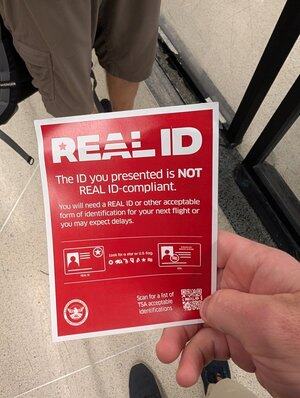 REAL ID
The ID you presented is NOT
REAL ID-compliant.
You will need a REAL ID or other acceptable
form of identification for your next flight or
you may expect delays.
Look for a star or U.S. flag
REAL ID
Scan for a list of
TSA acceptable
identifications